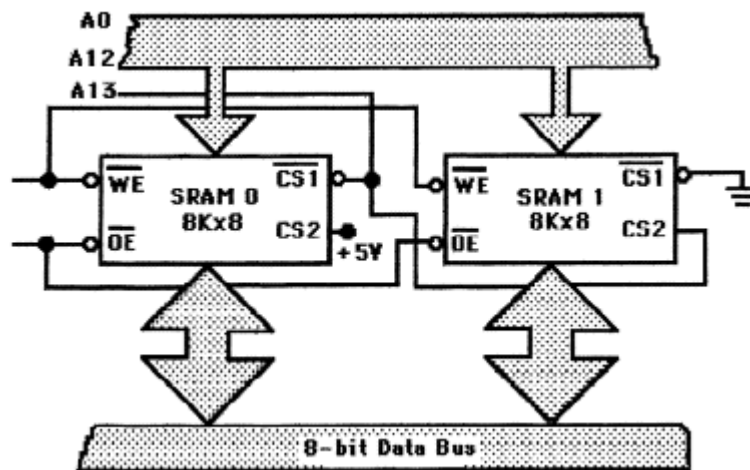 A0
A12
A13
WE
SRAM 0
8Kx8
CS1
OE
CS2
+5V
WE
SRAM 1
8Kx8
CS1
OE
CS2
8-bit Data Bus